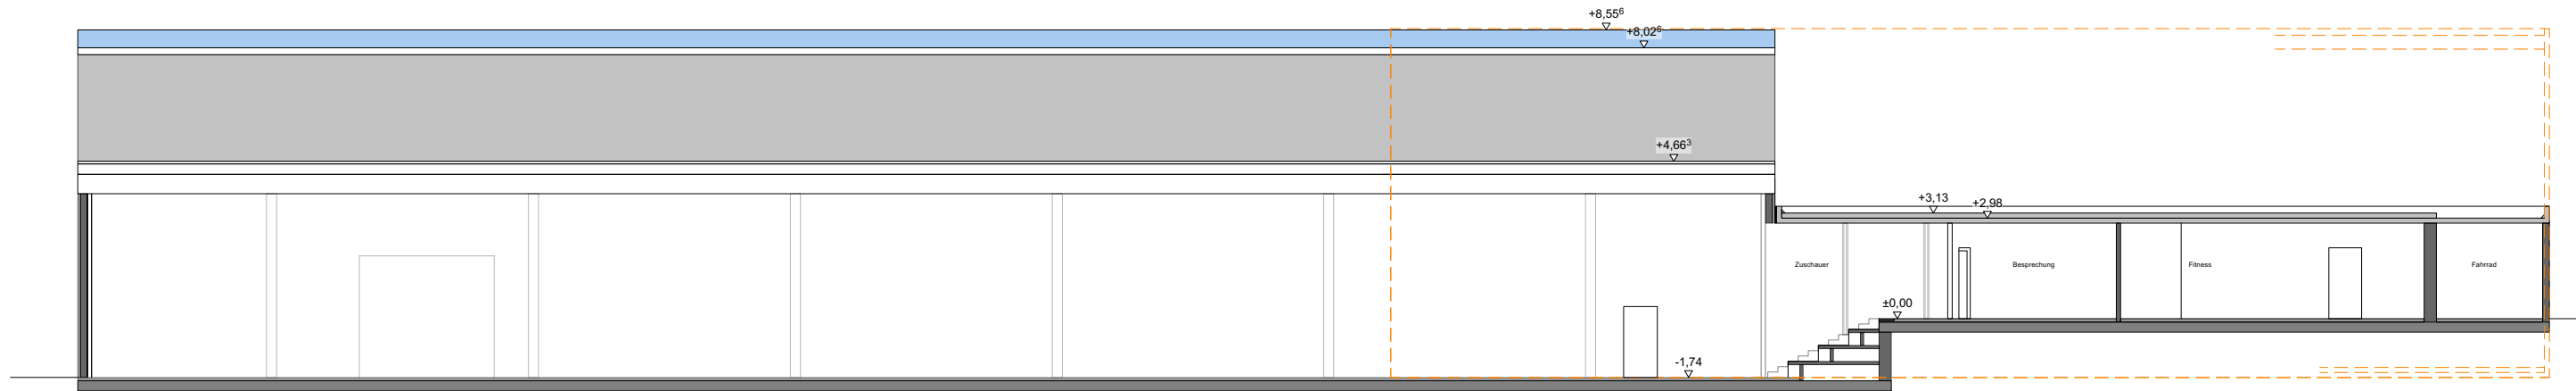 +8,55⁶
+8,02⁶
+4,66³
+3,13
+2,98
Zuschauer
Besprechung
Fitness
Fahrrad
±0,00
-1,74